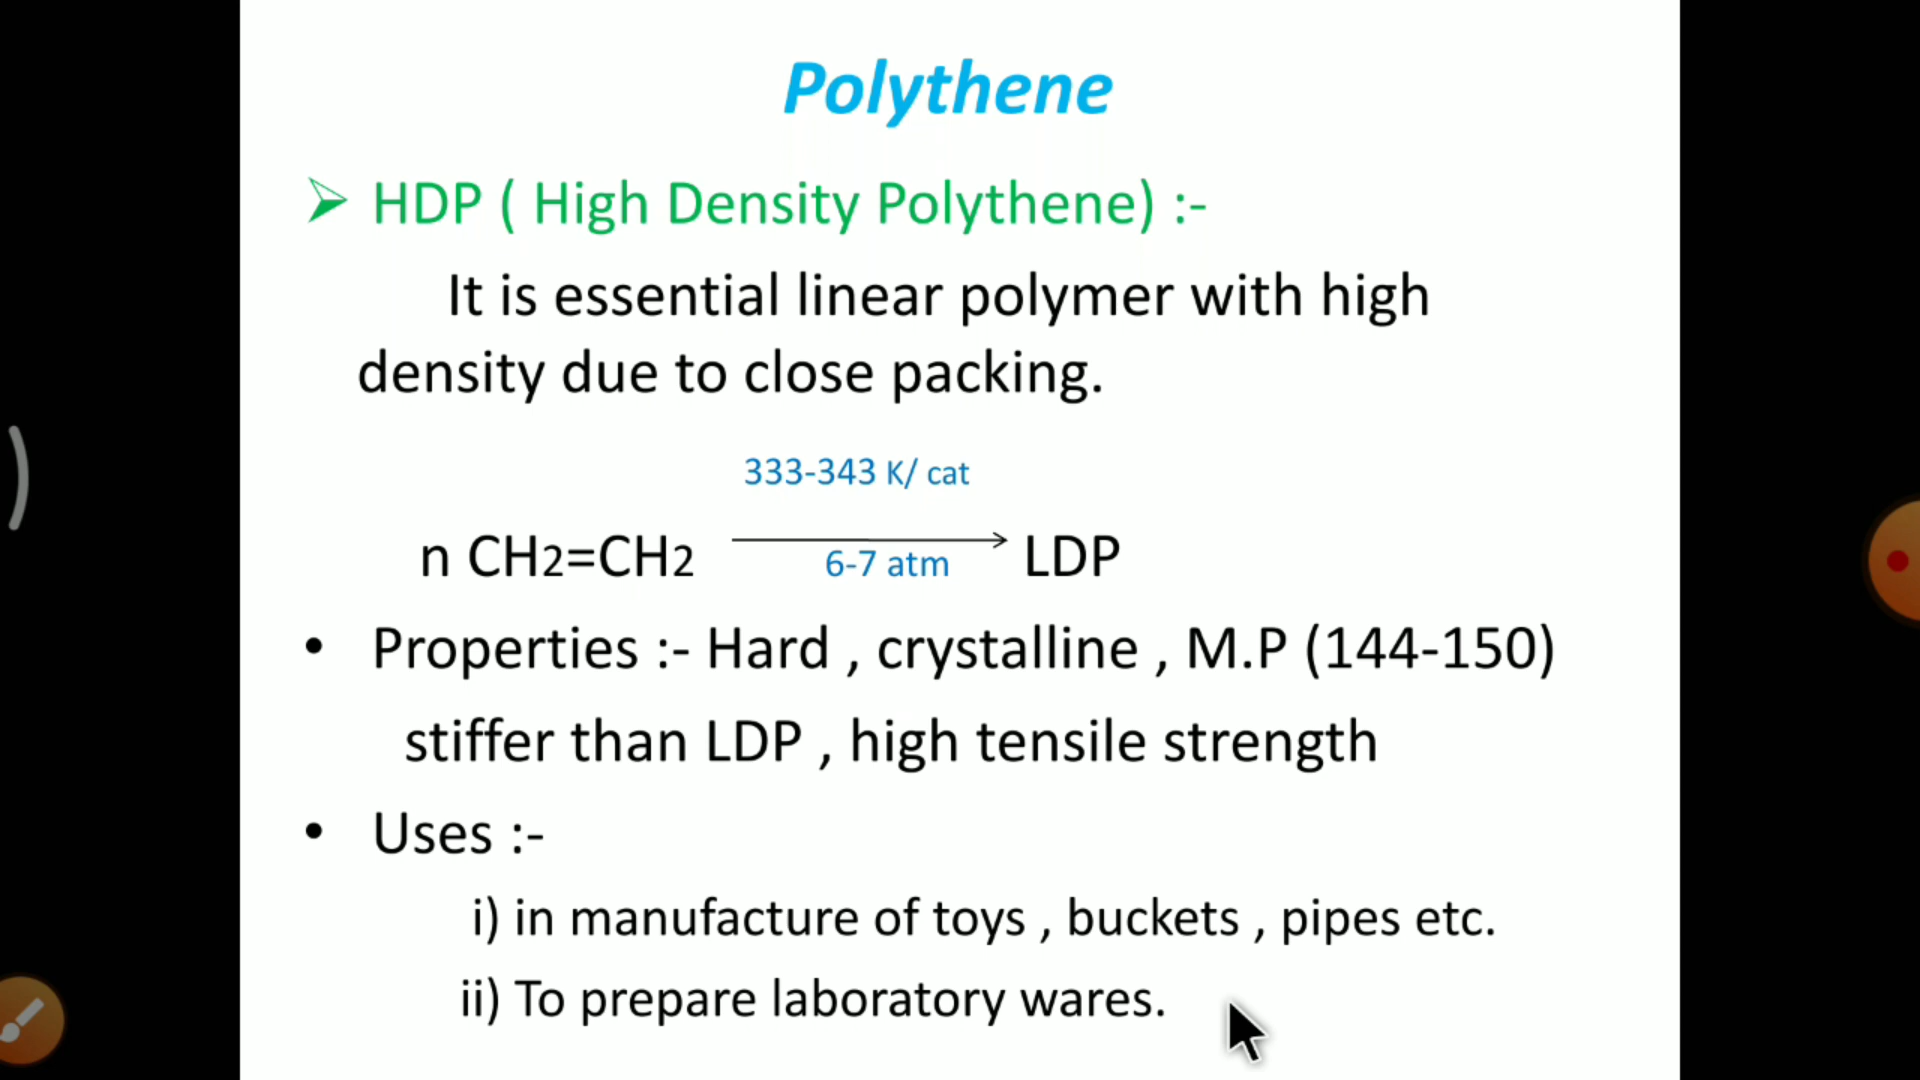 Polythene
HDP ( High Density Polythene) :-
It is essential linear polymer with high
density due to close packing.
333-343 K/ cat
n CH2=CH2 → LDP
6-7 atm
• Properties :- Hard , crystalline , M.P (144-150)
stiffer than LDP , high tensile strength
• Uses :-
i) in manufacture of toys , buckets , pipes etc.
ii) To prepare laboratory wares.